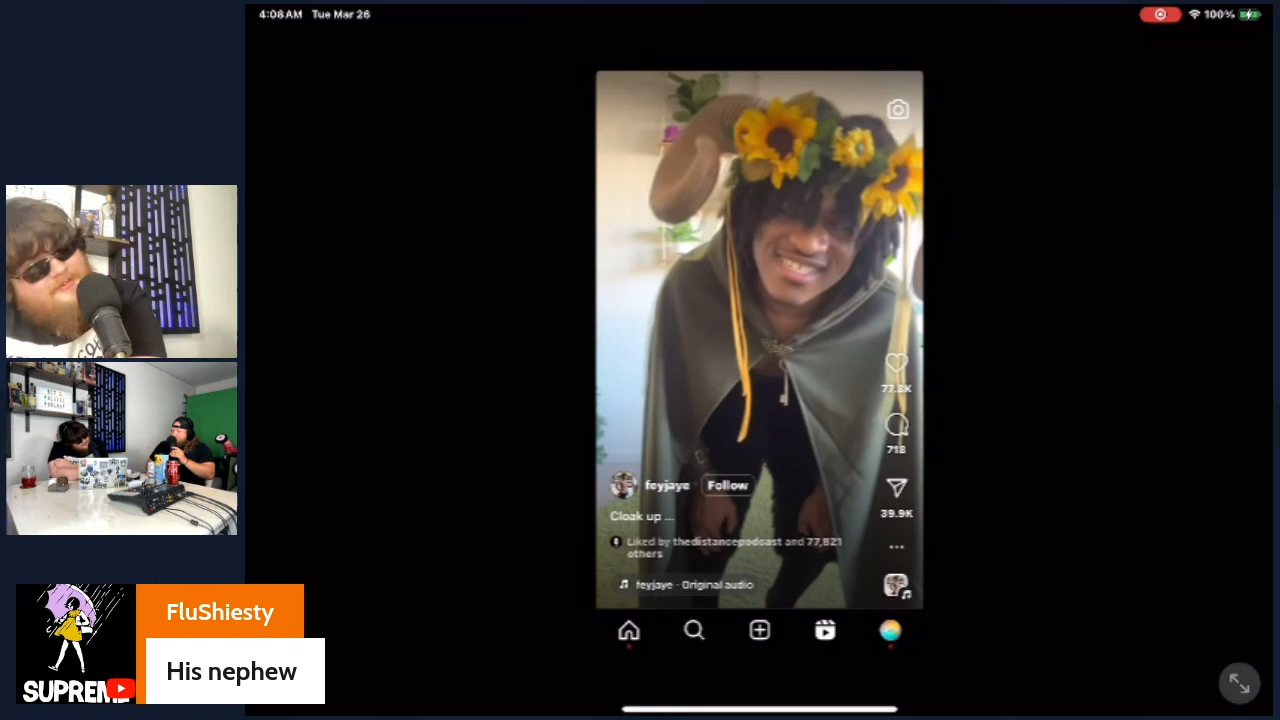 4:08 AM Tue Mar 26
100%
77.8K
718
39.9K
feyjaye Follow
Cloak up ...
Liked by thedistancepodcast and 77,821
others
feyjaye · Original audio
FluShiesty
His nephew